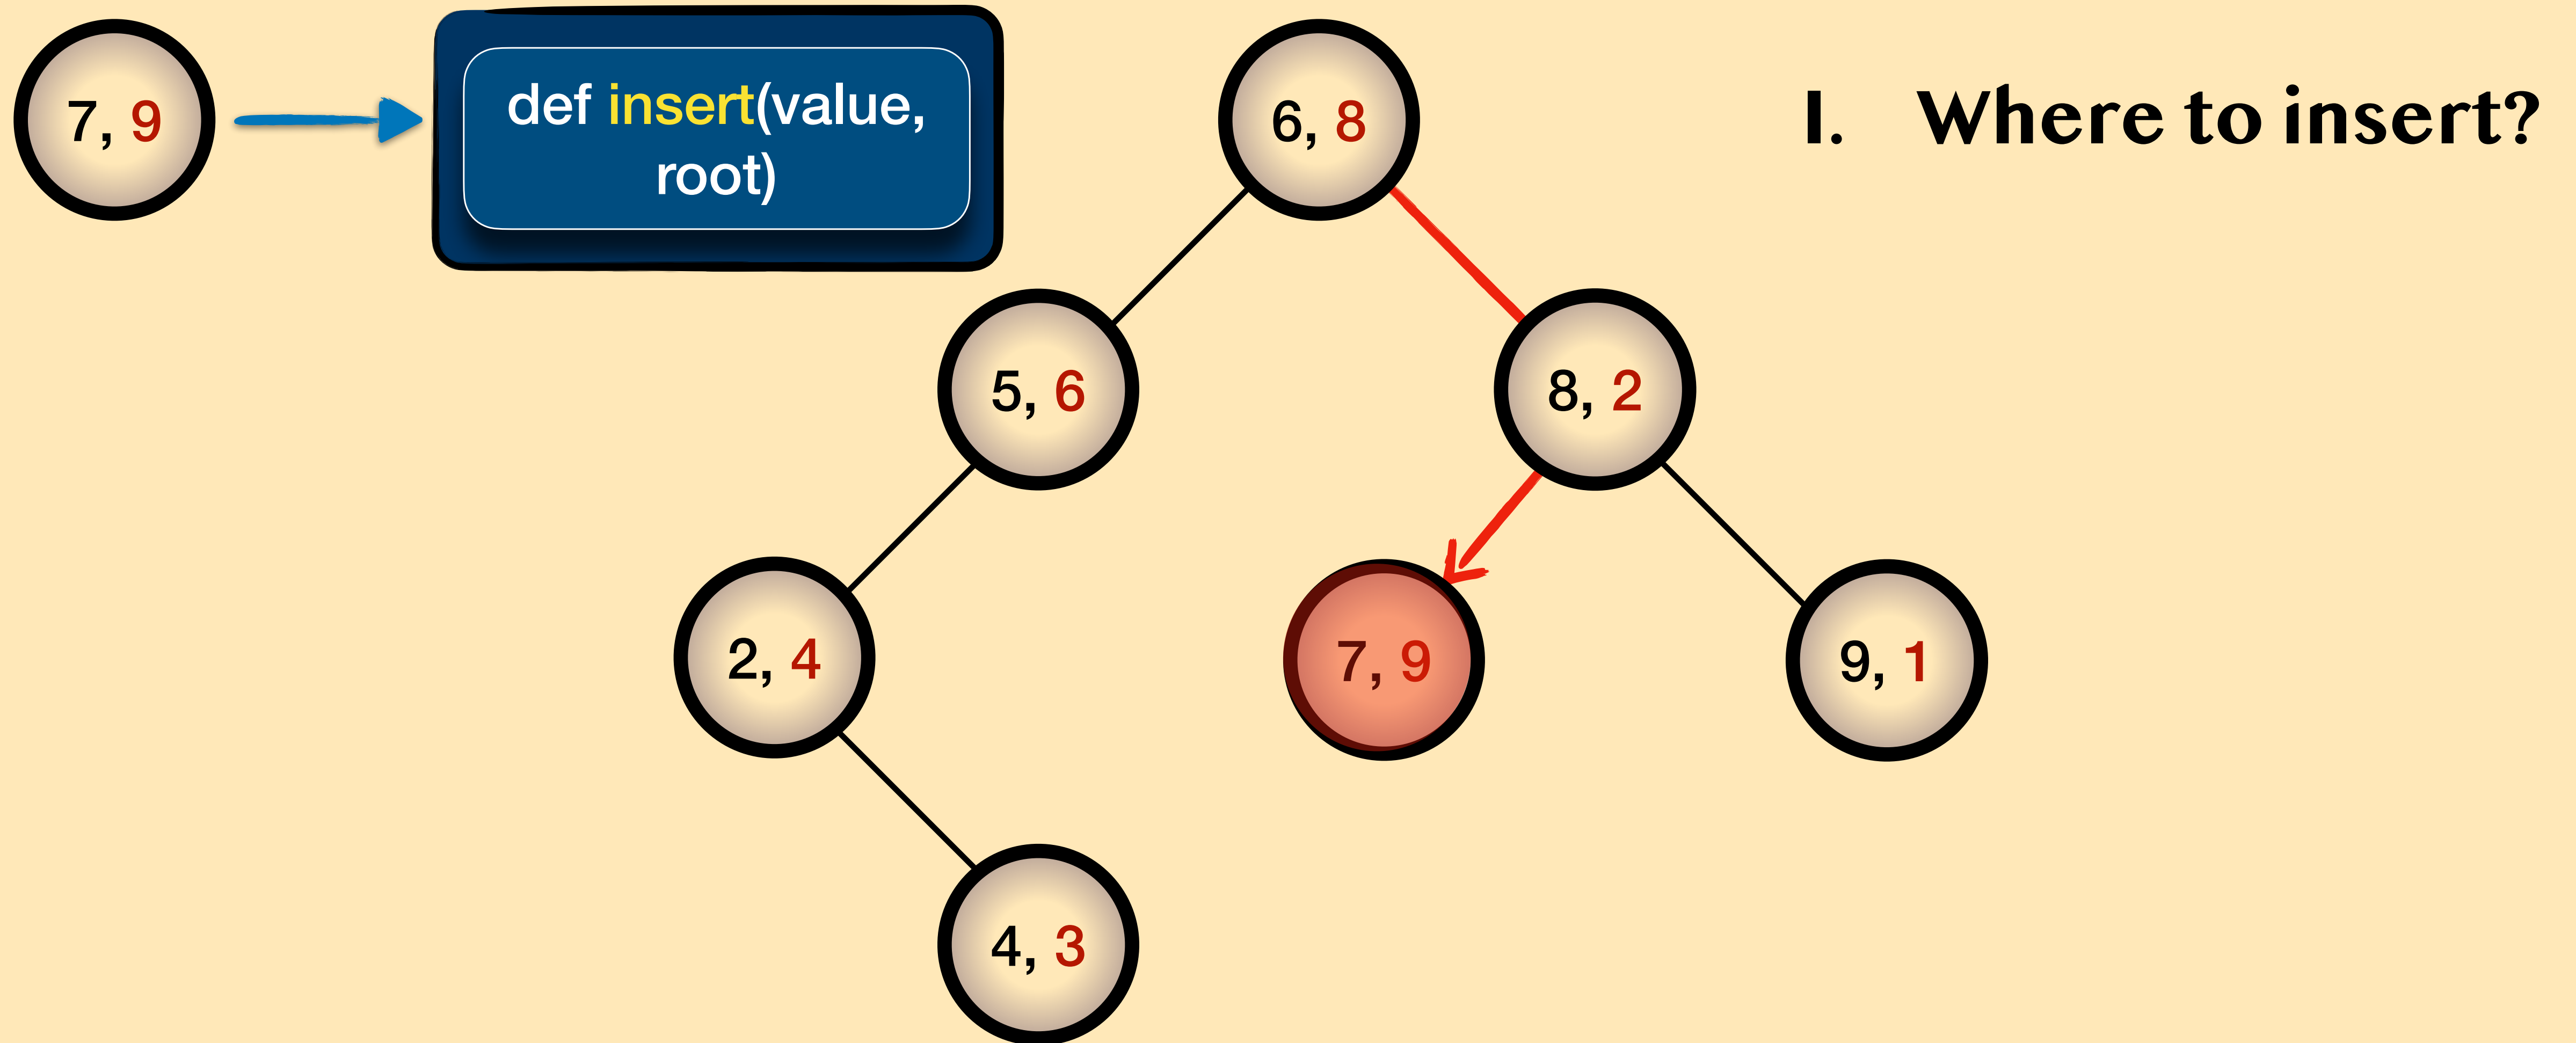 7, 9
def insert(value,
root)
6, 8
I. Where to insert?
5, 6
8, 2
2, 4
7, 9
9, 1
4, 3